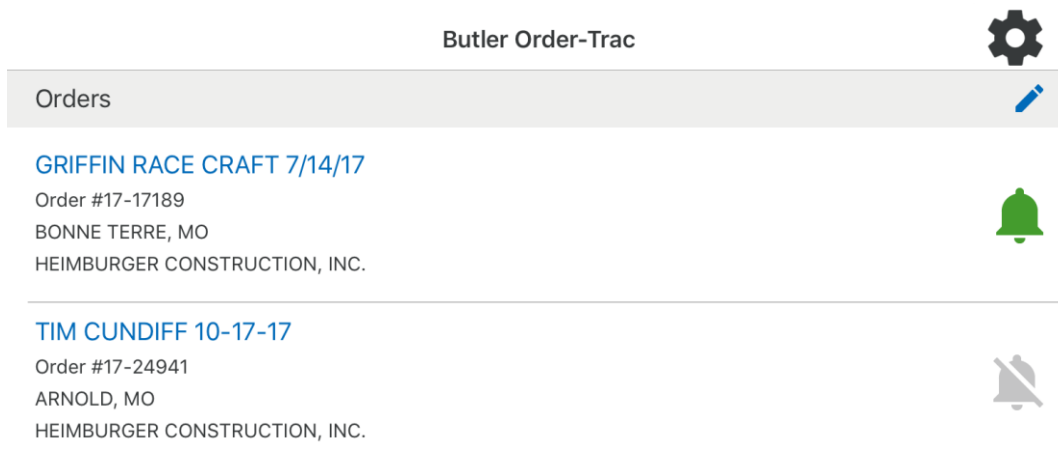 Butler Order-Trac
Orders
GRIFFIN RACE CRAFT 7/14/17
Order #17-17189
BONNE TERRE, MO
HEIMBURGER CONSTRUCTION, INC.
TIM CUNDIFF 10-17-17
Order #17-24941
ARNOLD, MO
HEIMBURGER CONSTRUCTION, INC.